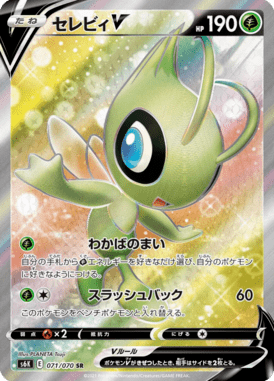 たね セレビィV HP 190
わかばのまい
自分の手札からエネルギーを好きなだけ選び、自分のポケモン
に好きなようにつける。
スラッシュバック 60
このポケモンをベンチポケモンと入れ替える。
弱点 ×2 抵抗力 にげる
Illus. PLANETA Tsuji
Vルール
ポケモンVがきぜつしたとき、相手はサイドを2枚とる。
S6K E 071/070 SR